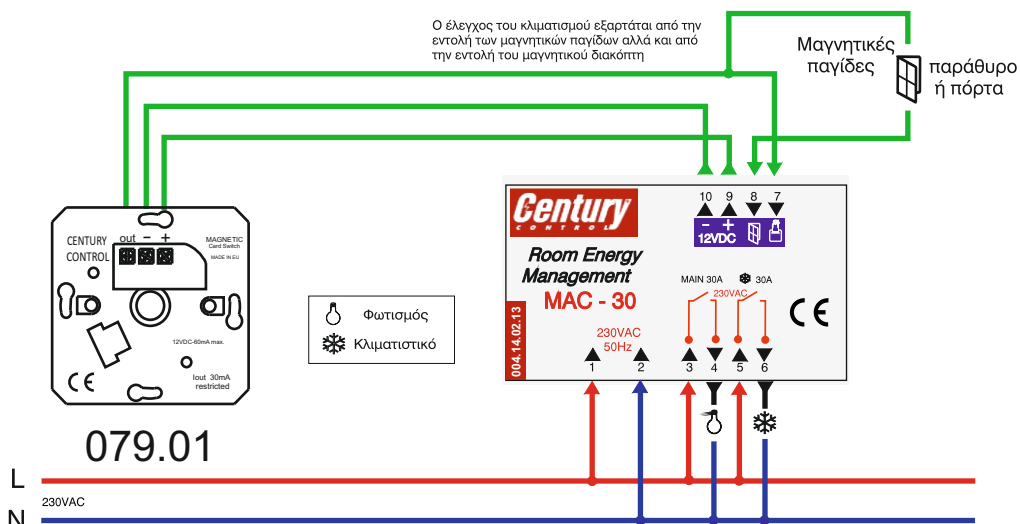 Ο έλεγχος του κλιματισμού εξαρτάται από την
εντολή των μαγνητικών παγίδων αλλά και από
την εντολή του μαγνητικού διακόπτη
Μαγνητικές
παγίδες
παράθυρο
ή πόρτα
CENTURY
CONTROL
out - +
MAGNETIC
Card Switch
MADE IN EU
12VDC-60mA max.
CE
Iout 30mA
restricted
079.01
Φωτισμός
Κλιματιστικό
Century
CONTROL
10 9 8 7
- +
12VDC
Room Energy
Management
MAC - 30
004.14.02.13
MAIN 30A
30A
230VAC
CE
230VAC
50Hz
1 2 3 4 5 6
L
230VAC
N